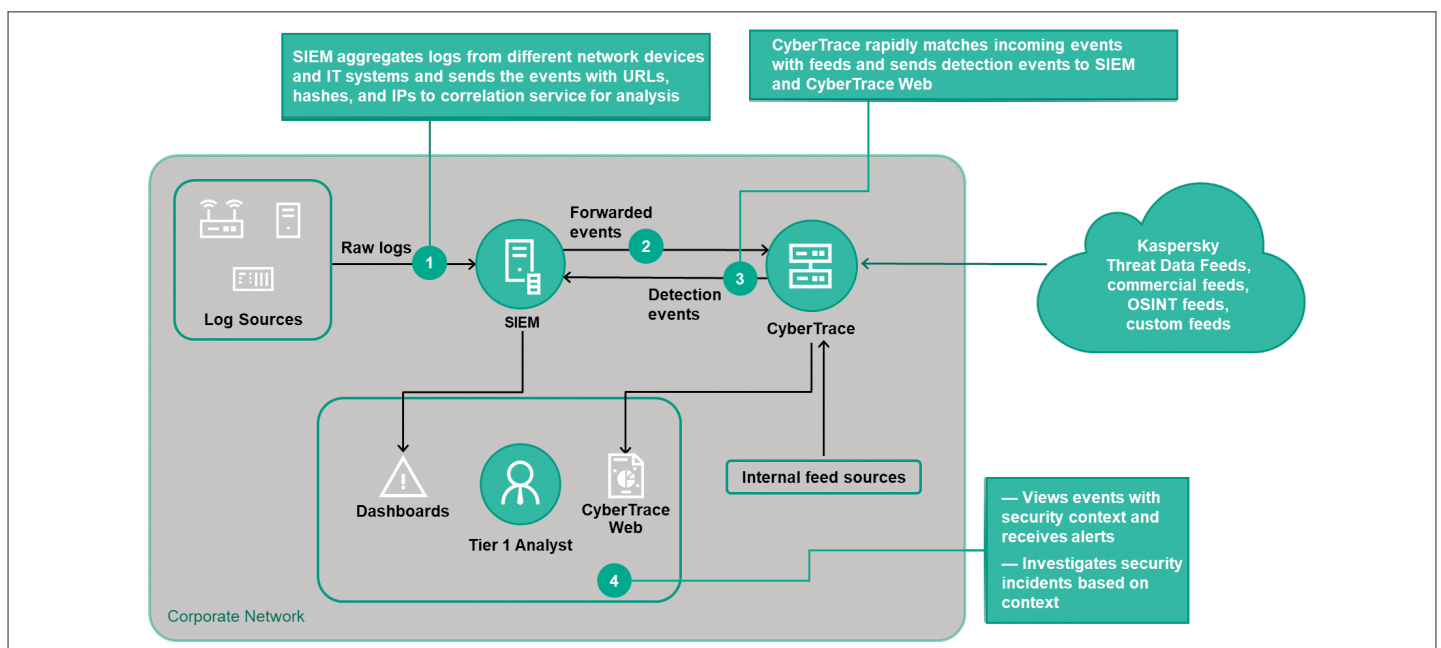 SIEM aggregates logs from different network devices
and IT systems and sends the events with URLs,
hashes, and IPs to correlation service for analysis
CyberTrace rapidly matches incoming events
with feeds and sends detection events to SIEM
and CyberTrace Web
Log Sources
Raw logs
1
SIEM
Forwarded
events
2
3
Detection
events
CyberTrace
Kaspersky
Threat Data Feeds,
commercial feeds,
OSINT feeds,
custom feeds
Dashboards
Tier 1 Analyst
CyberTrace
Web
4
Internal feed sources
— Views events with
security context and
receives alerts
— Investigates security
incidents based on
context
Corporate Network